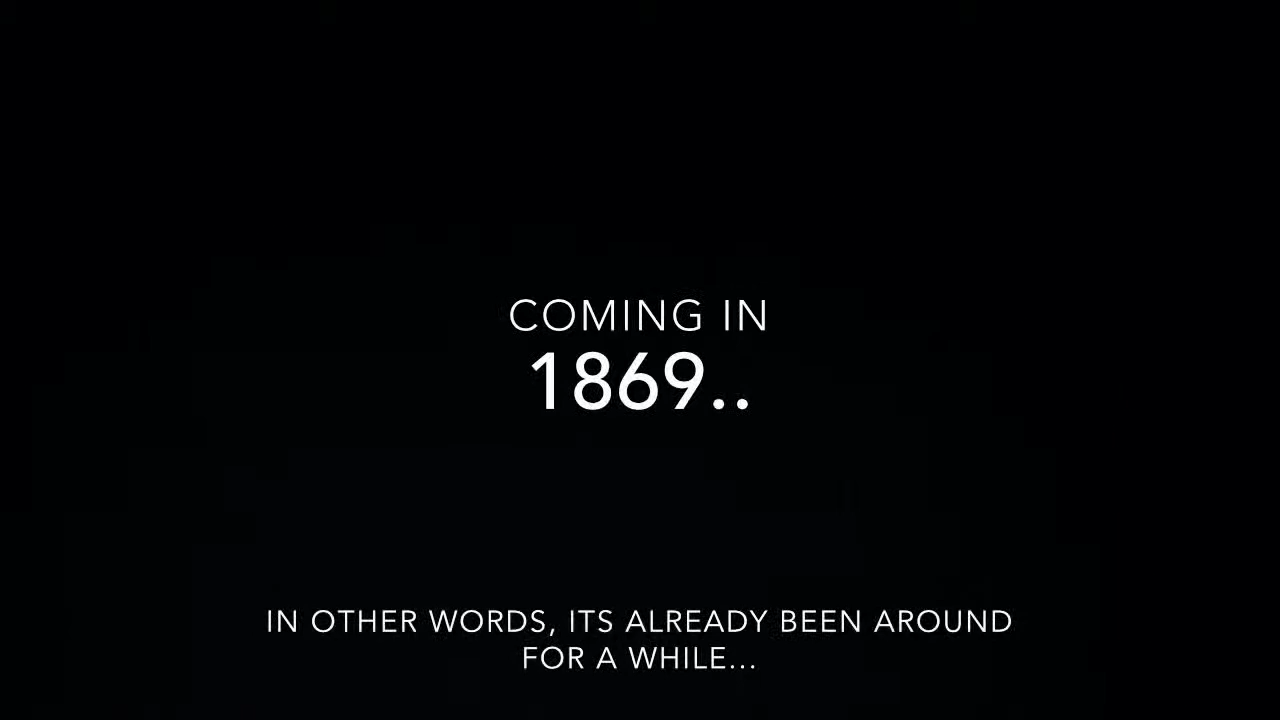 COMING IN
1869..
IN OTHER WORDS, ITS ALREADY BEEN AROUND
FOR A WHILE...